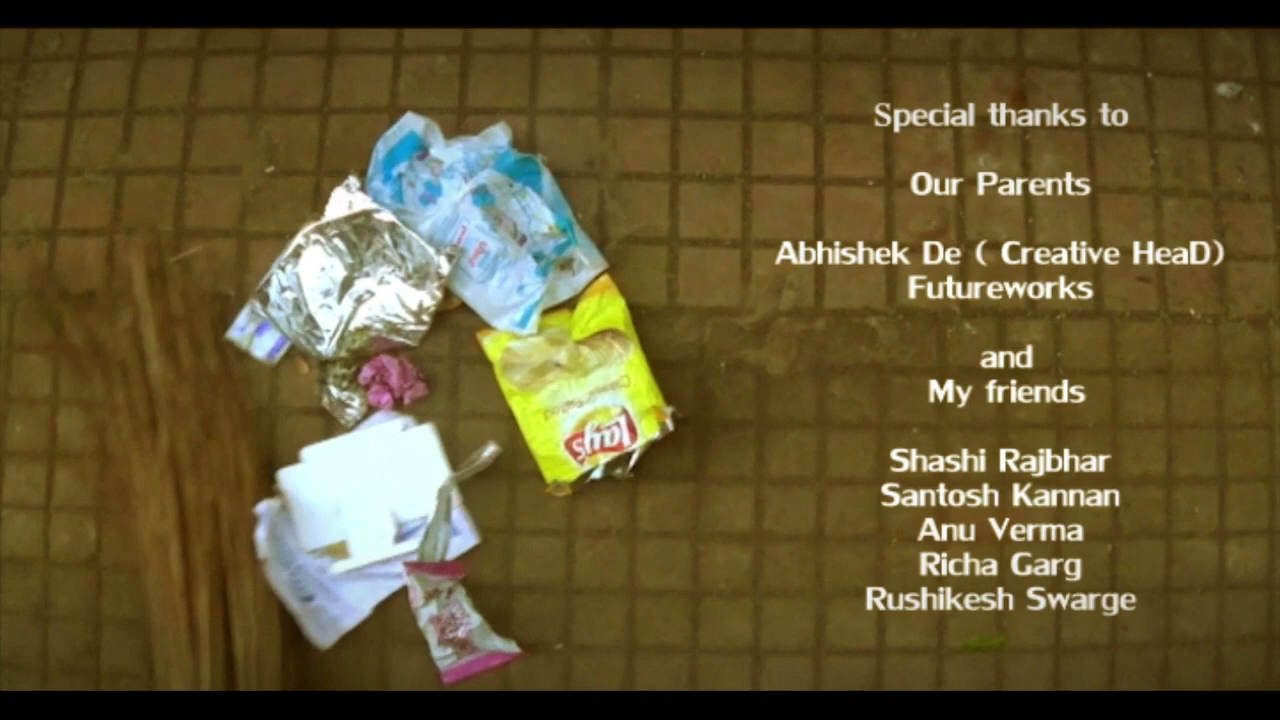 Special thanks to
Our Parents
Abhishek De ( Creative HeaD)
Futureworks
and
My friends
Shashi Rajbhar
Santosh Kannan
Anu Verma
Richa Garg
Rushikesh Swarge
Lay's